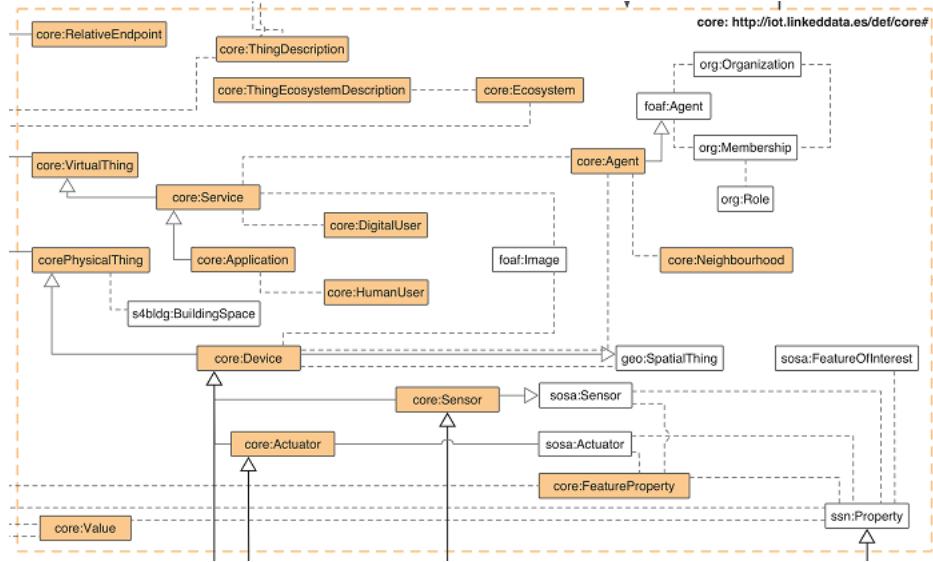 core: http://iot.linkeddata.es/def/core#
core:RelativeEndpoint
core:ThingDescription
org:Organization
core:ThingEcosystemDescription
core:Ecosystem
foaf:Agent
org:Membership
core:VirtualThing
core:Agent
core:Service
org:Role
core:DigitalUser
corePhysicalThing
core:Application
foaf:Image
core:Neighbourhood
core:HumanUser
s4bldg:BuildingSpace
core:Device
geo:SpatialThing
sosa:FeatureOfInterest
core:Sensor
sosa:Sensor
core:Actuator
sosa:Actuator
core:FeatureProperty
ssn:Property
core:Value